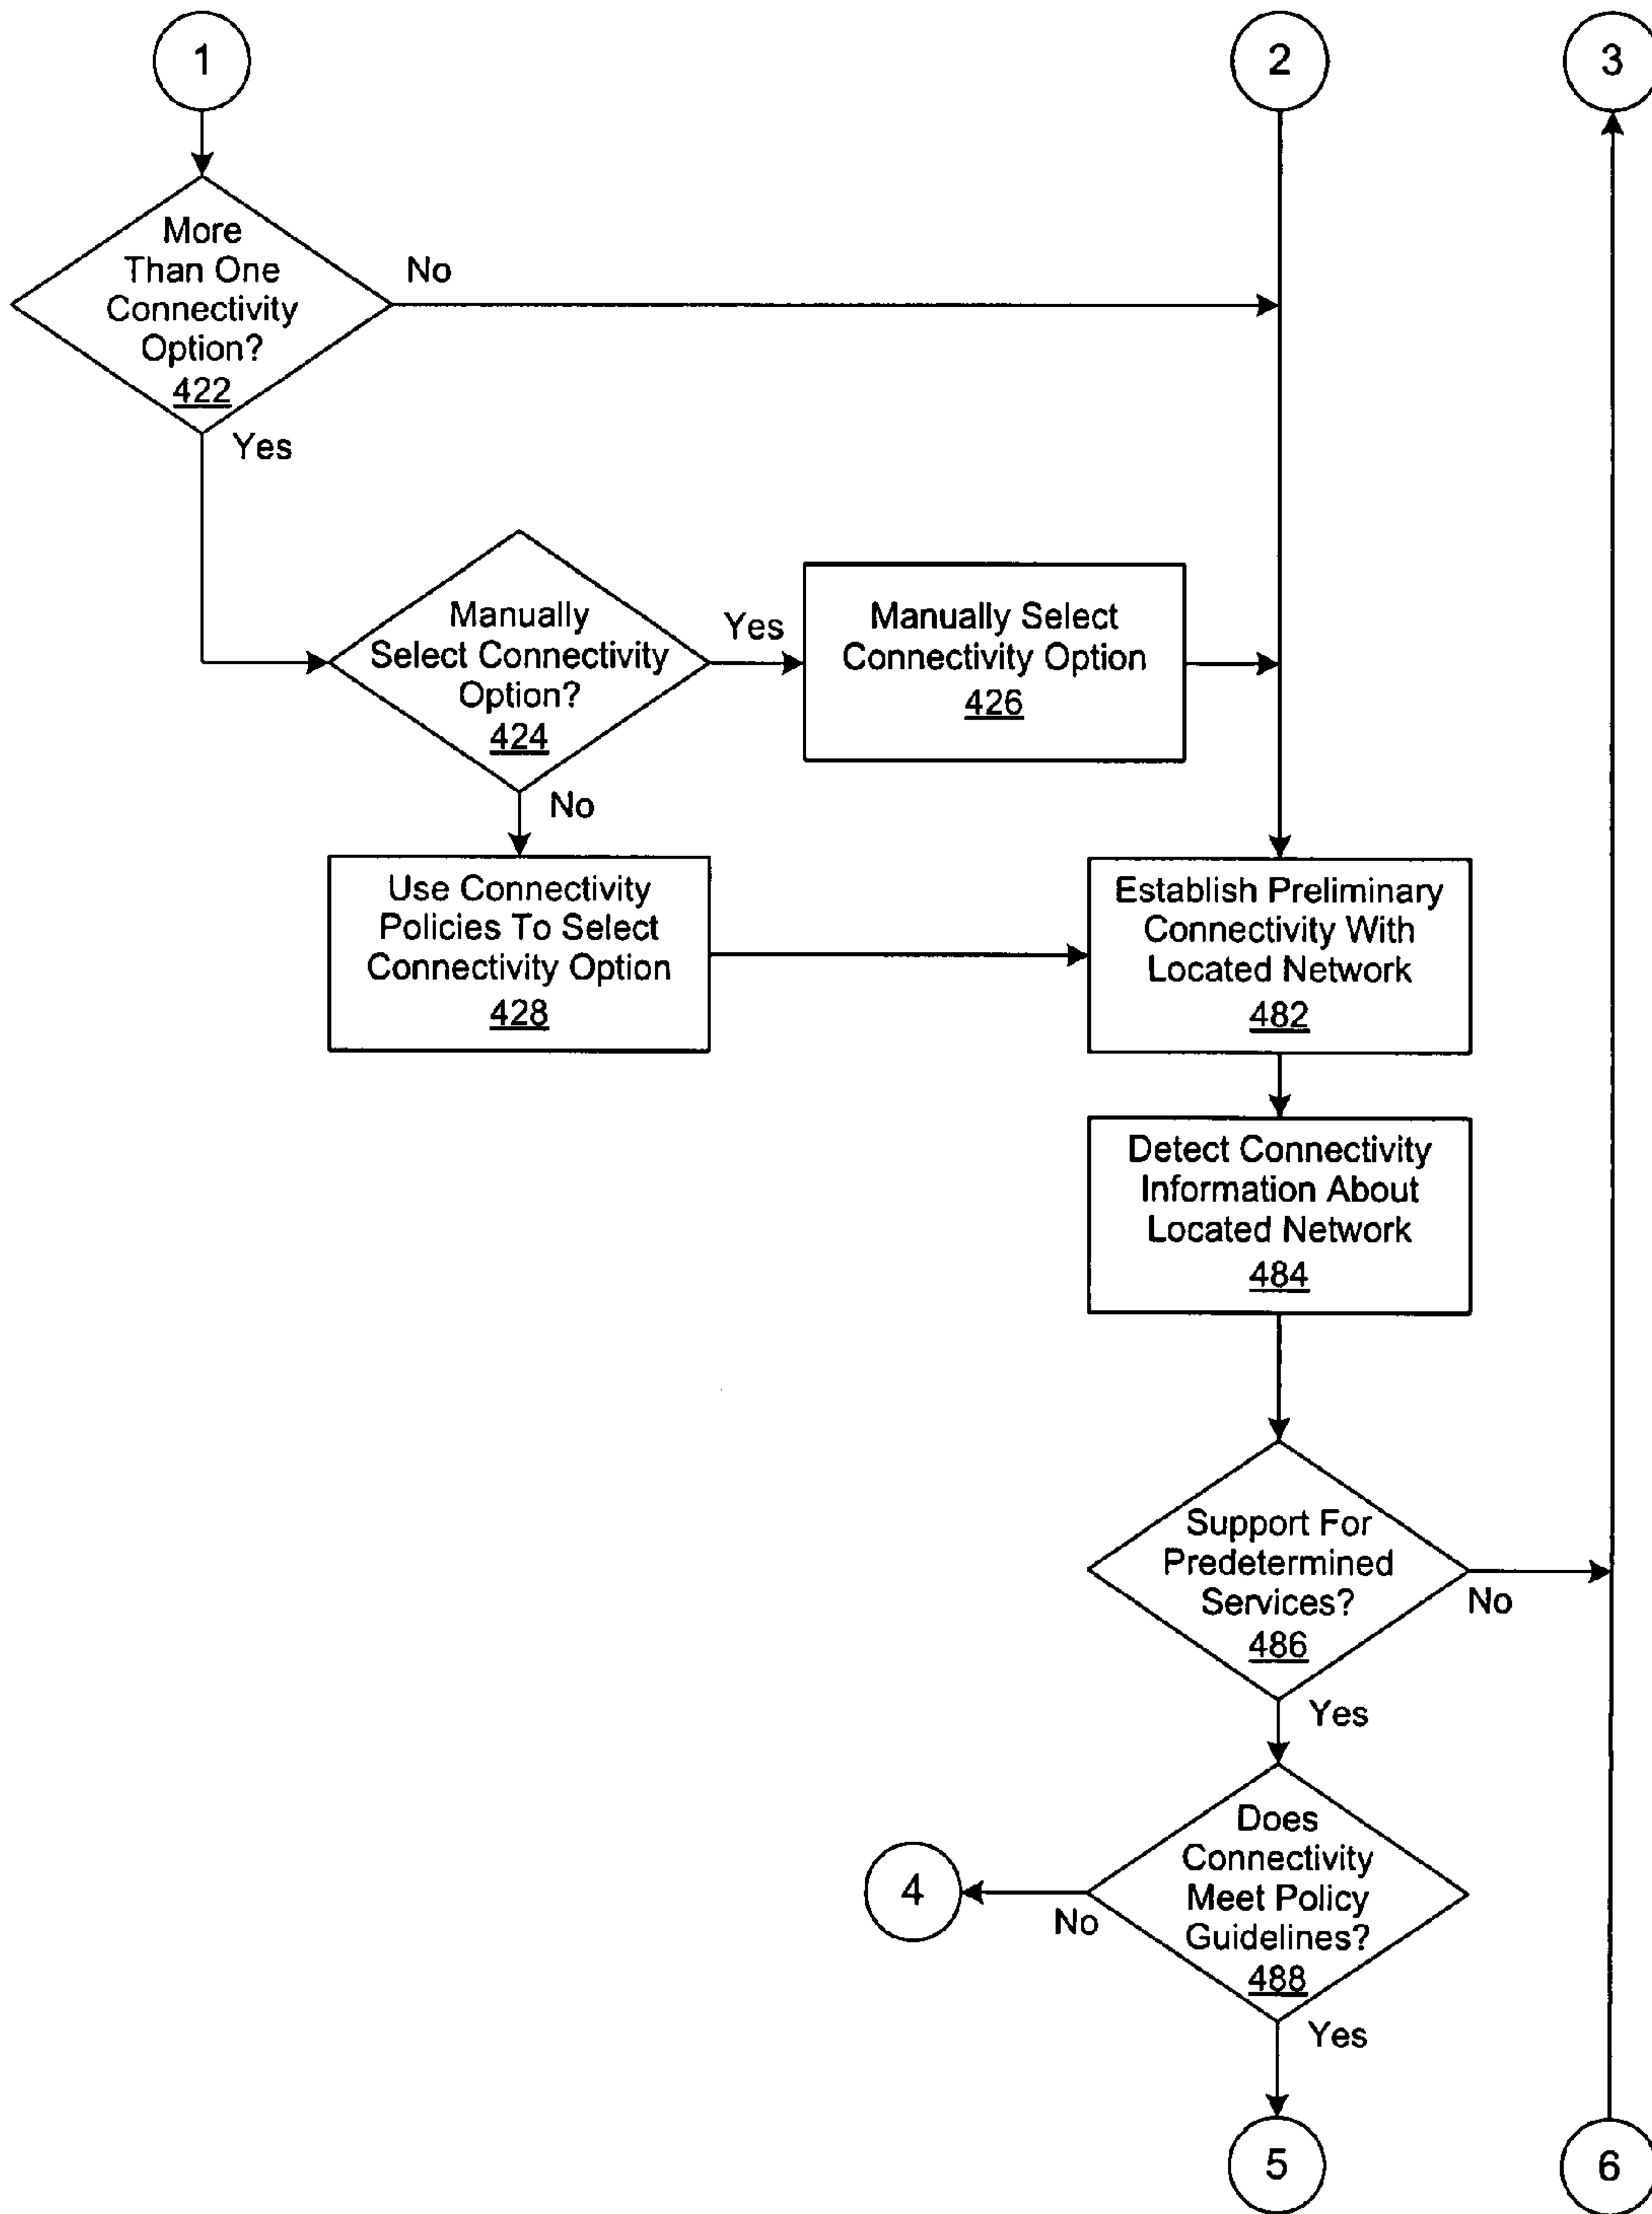 1
2
3
More
Than One
Connectivity
Option?
422
No
Yes
Manually
Select Connectivity
Option?
424
Yes
Manually Select
Connectivity Option
426
No
Use Connectivity
Policies To Select
Connectivity Option
428
Establish Preliminary
Connectivity With
Located Network
482
Detect Connectivity
Information About
Located Network
484
Support For
Predetermined
Services?
486
No
Yes
Does
Connectivity
Meet Policy
Guidelines?
488
4
No
Yes
5
6